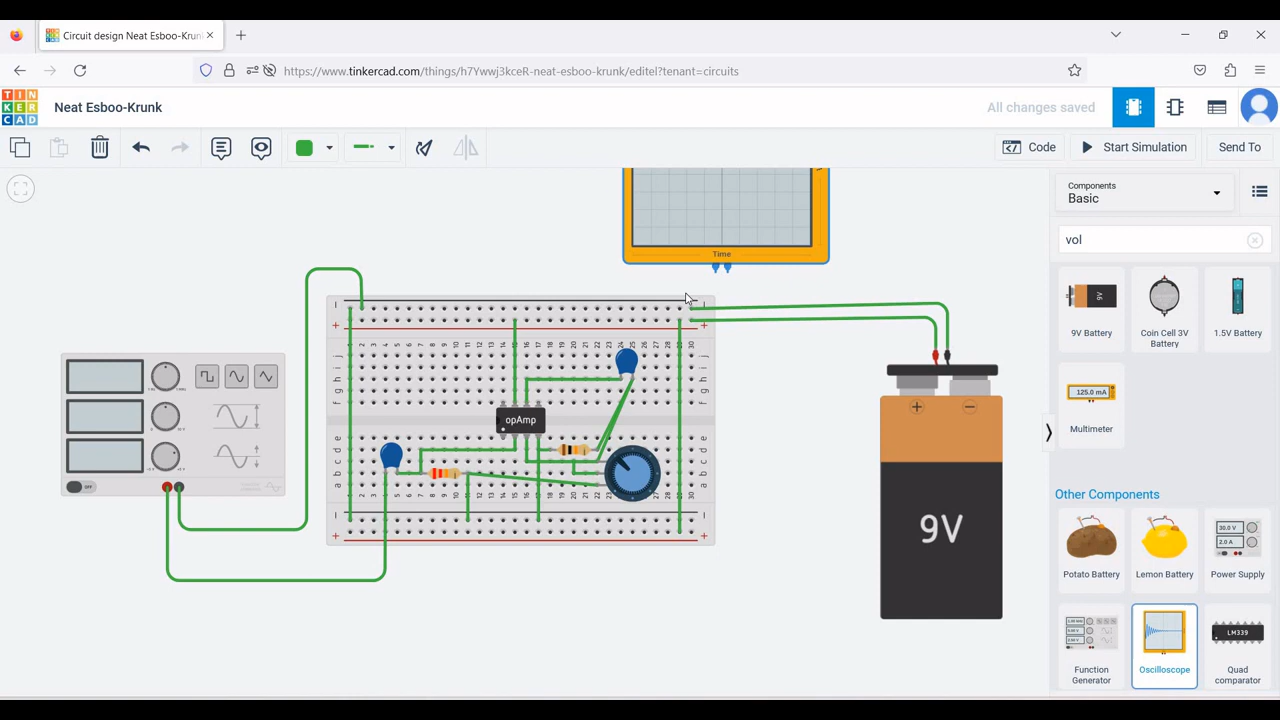 Circuit design Neat Esboo-Krun
https://www.tinkercad.com/things/h7Ywwj3kceR-neat-esboo-krunk/editel?tenant=circuits
TIN
KER
CAD
Neat Esboo-Krunk
All changes saved
Code
Start Simulation
Send To
Components
Basic
vol
Time
9V Battery
Coin Cell 3V
Battery
1.5V Battery
125.0 mA
Multimeter
opAmp
OFF
9V
Other Components
Potato Battery
Lemon Battery
Power Supply
LM339
Function
Generator
Oscilloscope
Quad
comparator